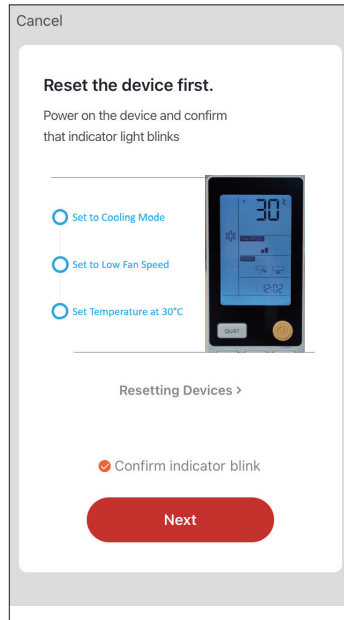 Cancel
Reset the device first.
Power on the device and confirm
that indicator light blinks
Set to Cooling Mode
Set to Low Fan Speed
Set Temperature at 30°C
30°c
FAN SPEED
12:02
QUIET
Resetting Devices >
Confirm indicator blink
Next